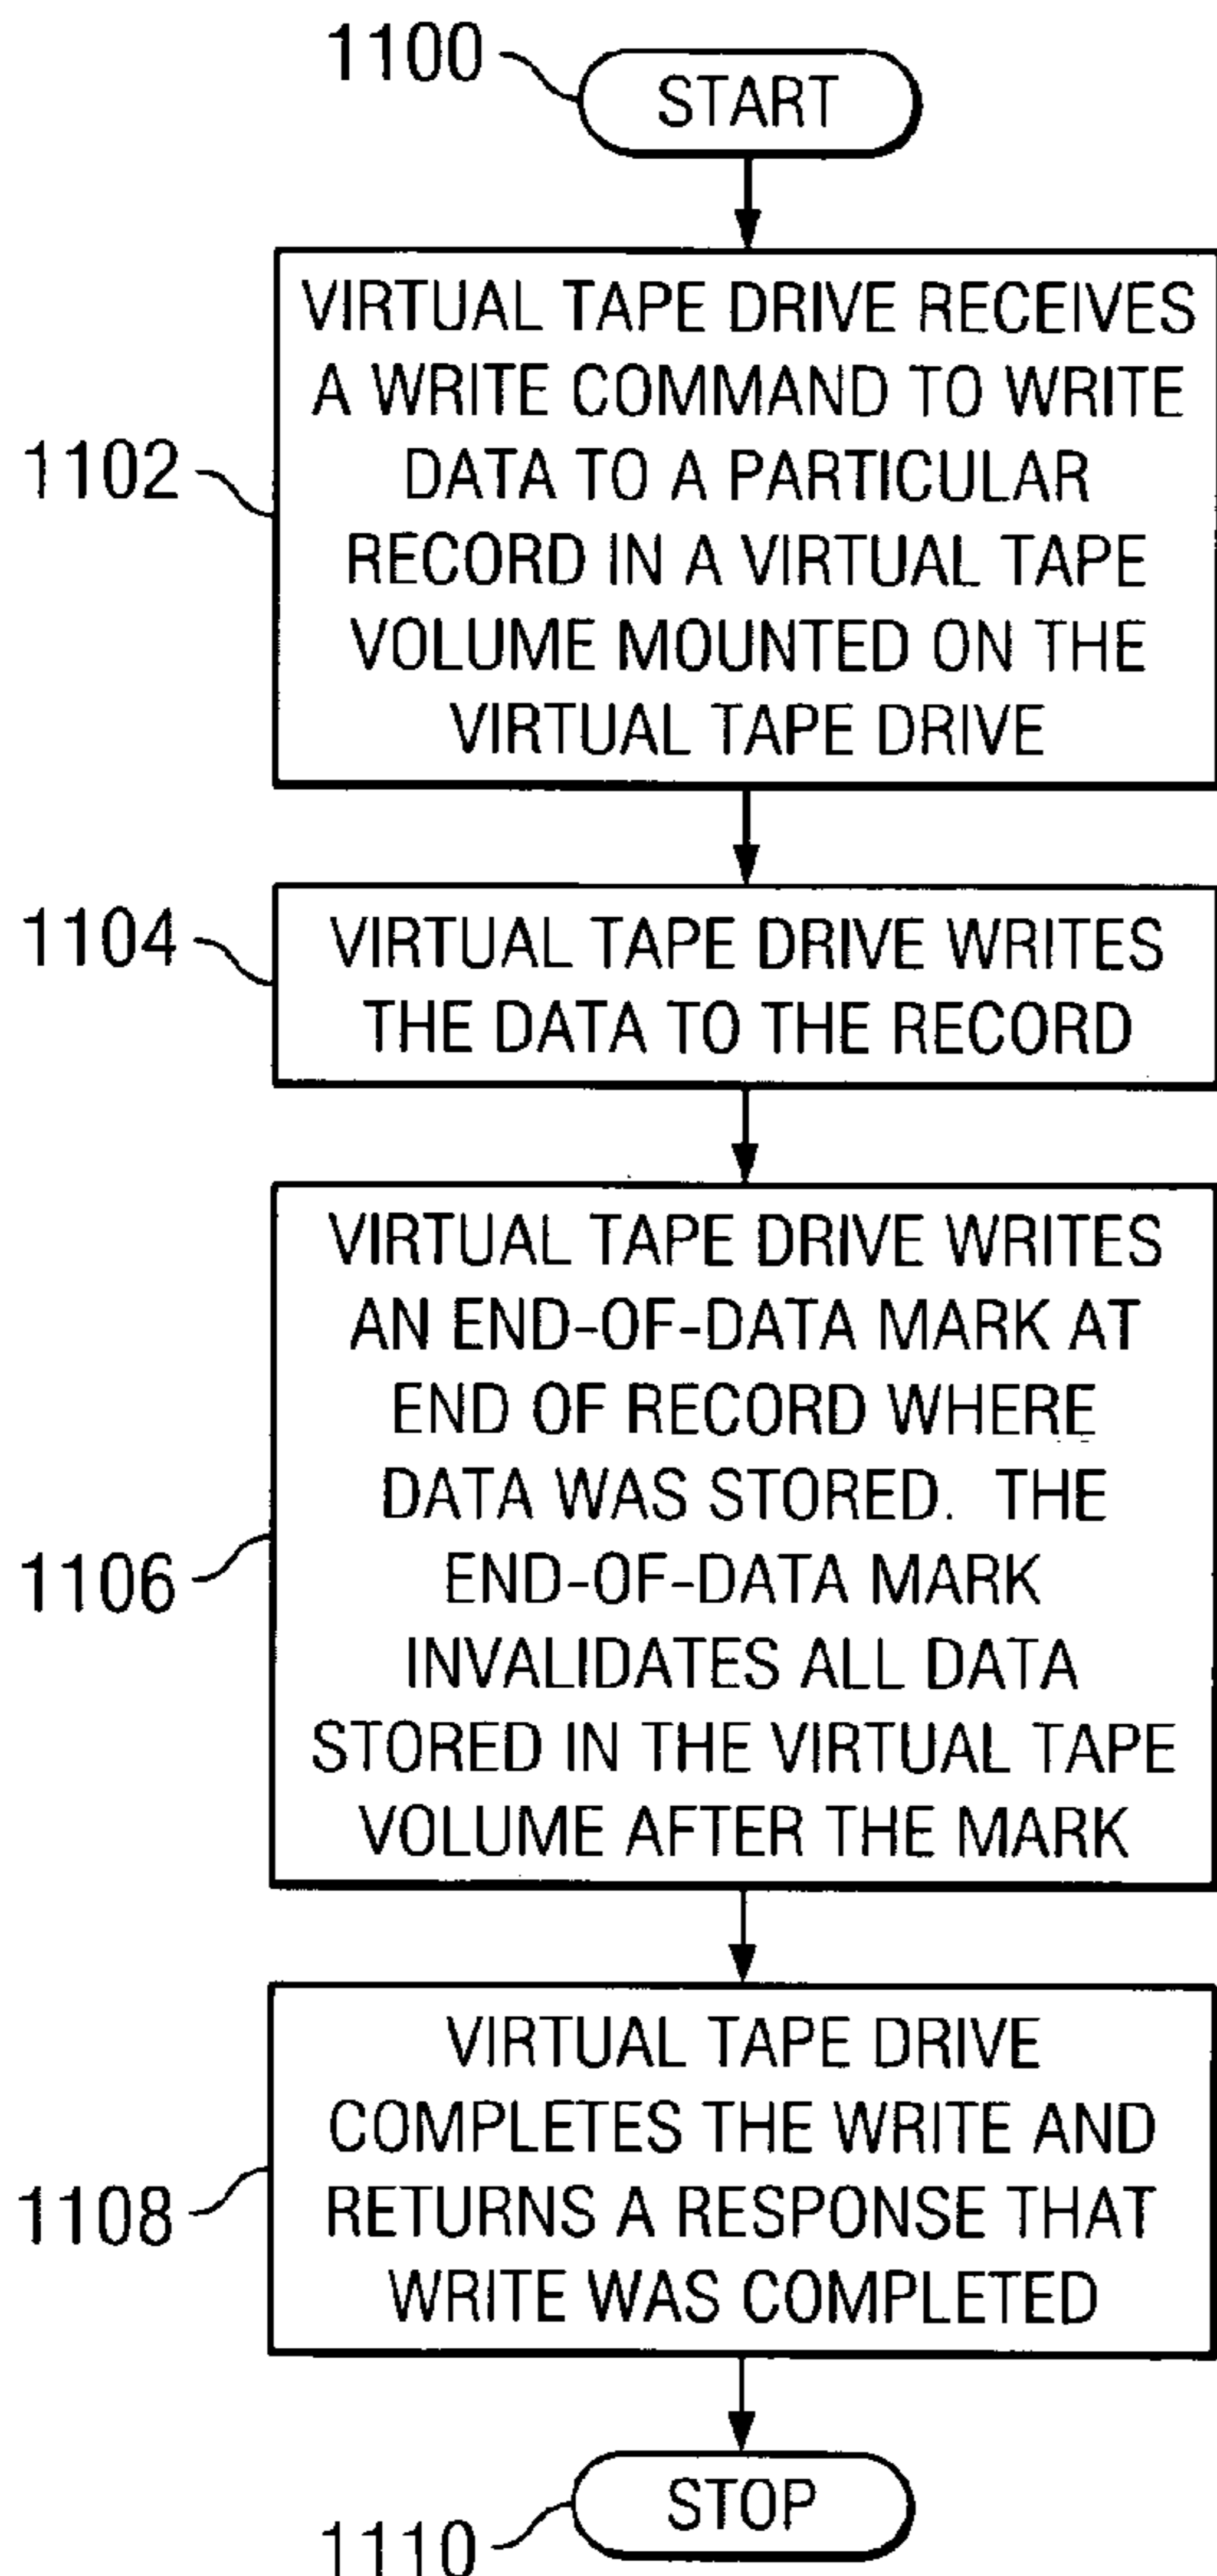 1100
START
1102
VIRTUAL TAPE DRIVE RECEIVES
A WRITE COMMAND TO WRITE
DATA TO A PARTICULAR
RECORD IN A VIRTUAL TAPE
VOLUME MOUNTED ON THE
VIRTUAL TAPE DRIVE
1104
VIRTUAL TAPE DRIVE WRITES
THE DATA TO THE RECORD
1106
VIRTUAL TAPE DRIVE WRITES
AN END-OF-DATA MARK AT
END OF RECORD WHERE
DATA WAS STORED. THE
END-OF-DATA MARK
INVALIDATES ALL DATA
STORED IN THE VIRTUAL TAPE
VOLUME AFTER THE MARK
1108
VIRTUAL TAPE DRIVE
COMPLETES THE WRITE AND
RETURNS A RESPONSE THAT
WRITE WAS COMPLETED
STOP
1110